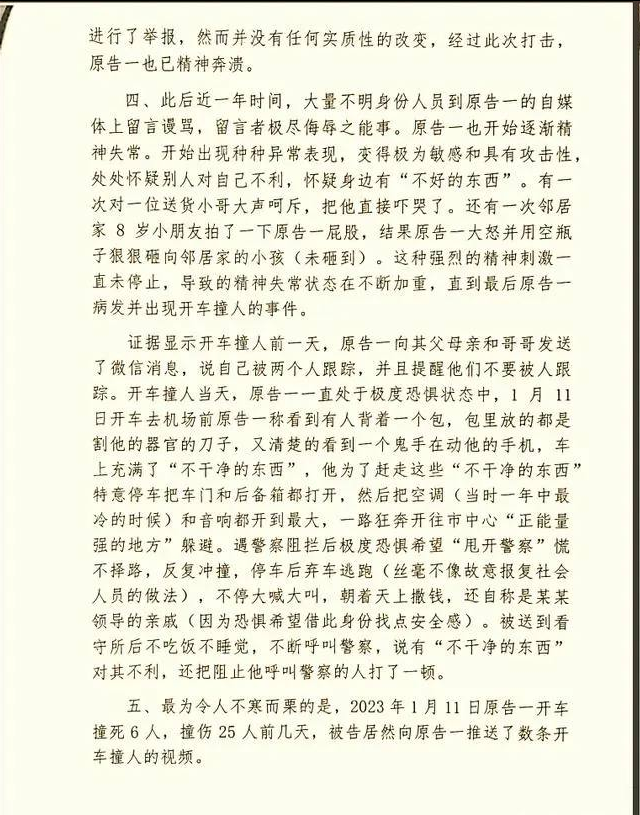 进行了举报，然而并没有任何实质性的改变，经过此次打击，
原告一也已精神奔溃。
四、此后近一年时间，大量不明身份人员到原告一的自媒
体上留言谩骂，留言者极尽侮辱之能事。原告一也开始逐渐精
神失常。开始出现种种异常表现，变得极为敏感和具有攻击性，
处处怀疑别人对自己不利，怀疑身边有“不好的东西”。有一
次对一位送货小哥大声呵斥，把他直接吓哭了。还有一次邻居
家 8 岁小朋友拍了一下原告一屁股，结果原告一大怒并用空瓶
子狠狠砸向邻居家的小孩（未砸到）。这种强烈的精神刺激一
直未停止，导致的精神失常状态在不断加重，直到最后原告一
病发并出现开车撞人的事件。
证据显示开车撞人前一天，原告一向其父母亲和哥哥发送
了微信消息，说自己被两个人跟踪，并且提醒他们不要被人跟
踪。开车撞人当天，原告一一直处于极度恐惧状态中，1 月 11
日开车去机场前原告一称看到有人背着一个包，包里放的都是
割他的器官的刀子，又清楚的看到一个鬼手在动他的手机，车
上充满了“不干净的东西”，他为了赶走这些“不干净的东西”
特意停车把车门和后备箱都打开，然后把空调（当时一年中最
冷的时候）和音响都开到最大，一路狂奔开往市中心“正能量
强的地方”躲避。遇警察阻拦后极度恐惧希望“甩开警察”慌
不择路，反复冲撞，停车后弃车逃跑（丝毫不像故意报复社会
人员的做法），不停大喊大叫，朝着天上撒钱，还自称是某某
领导的亲戚（因为恐惧希望借此身份找点安全感）。被送到看
守所后不吃饭不睡觉，不断呼叫警察，说有“不干净的东西”
对其不利，还把阻止他呼叫警察的人打了一顿。
五、最为令人不寒而栗的是，2023 年 1 月 11 日原告一开车
撞死 6 人，撞伤 25 人前几天，被告居然向原告一推送了数条开
车撞人的视频。